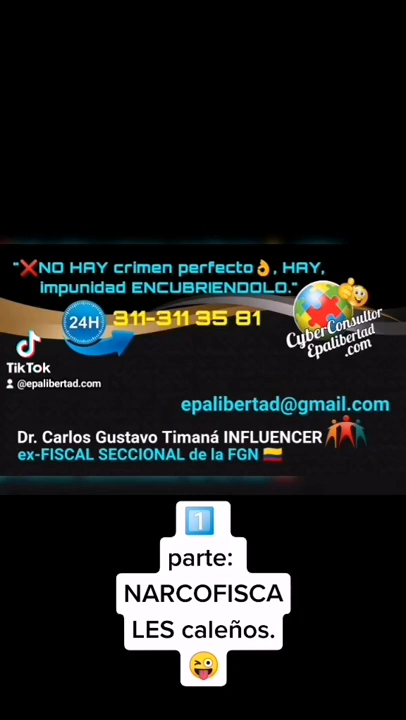 "❌NO HAY crimen perfecto👌, HAY,
impunidad ENCUBRIENDOLO."
24H 311-311 35 81
CyberConsultor
Epalibertad
.com
TikTok
@epalibertad.com
epalibertad@gmail.com
Dr. Carlos Gustavo Timaná INFLUENCER
ex-FISCAL SECCIONAL de la FGN 🇨🇴
1️⃣
parte:
NARCOFISCA
LES caleños.
😜